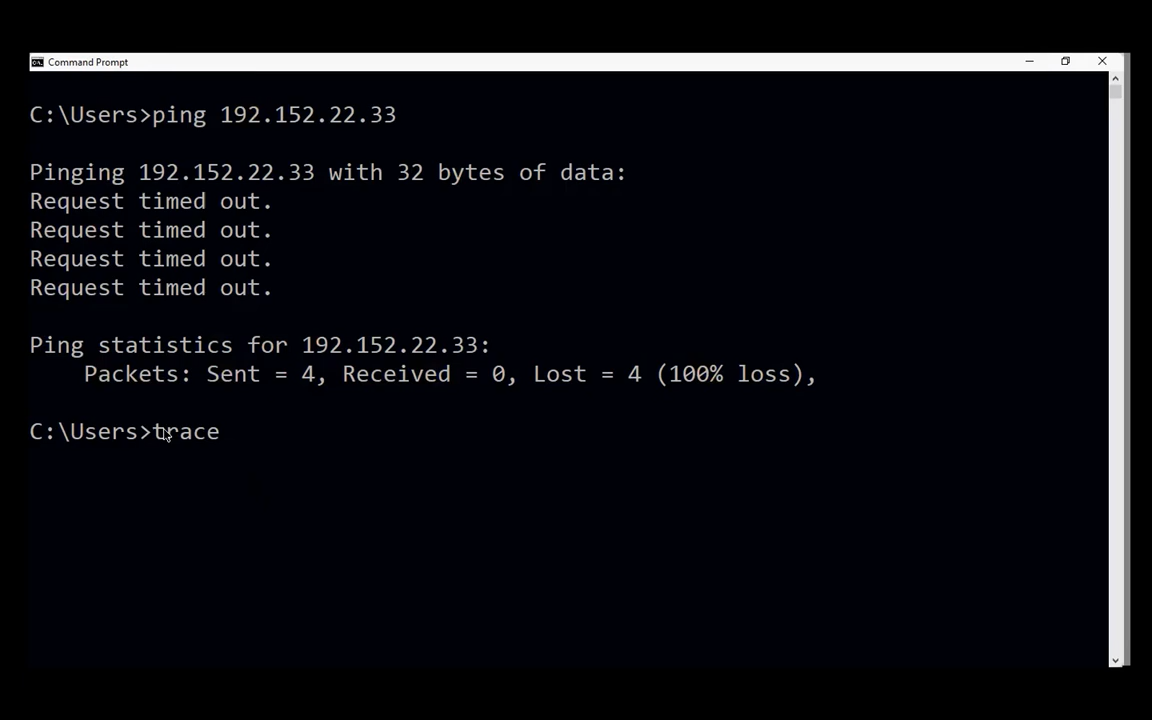 Command Prompt
C:\Users>ping 192.152.22.33
Pinging 192.152.22.33 with 32 bytes of data:
Request timed out.
Request timed out.
Request timed out.
Request timed out.
Ping statistics for 192.152.22.33:
    Packets: Sent = 4, Received = 0, Lost = 4 (100% loss),
C:\Users>trace